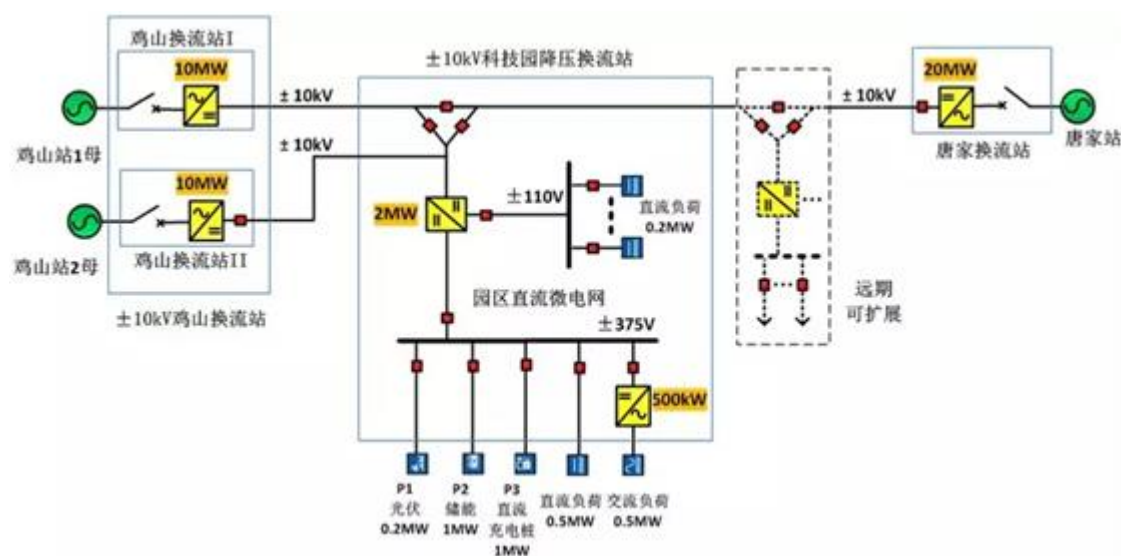 鸡山换流站I
10MW
±10kV
鸡山站1母
±10kV
10MW
鸡山换流站II
鸡山站2母
±10kV鸡山换流站
±10kV科技园降压换流站
2MW
±110V
直流负荷
0.2MW
园区直流微电网
±375V
500kW
P1
光伏
0.2MW
P2
储能
1MW
P3
直流
充电桩
1MW
直流负荷
0.5MW
交流负荷
0.5MW
远期
可扩展
±10kV
20MW
唐家换流站
唐家站